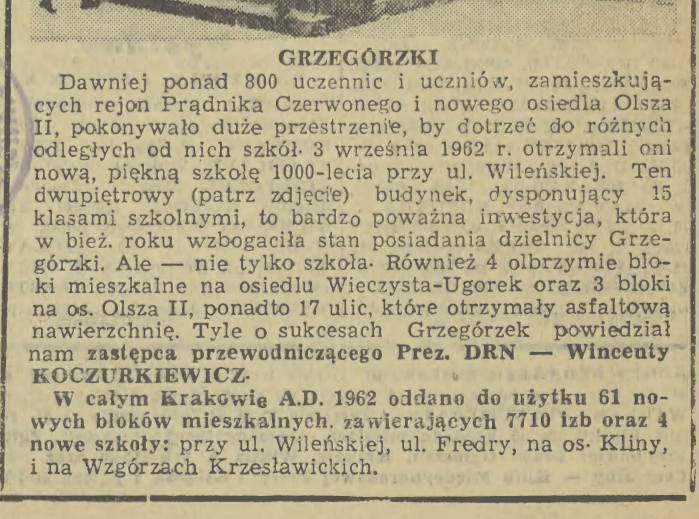 GRZEGÓRZKI
Dawniej ponad 800 uczennic i uczniów, zamieszkują-
cych rejon Prądnika Czerwonego i nowego osiedla Olsza
II, pokonywało duże przestrzenie, by dotrzeć do różnych
odległych od nich szkół. 3 września 1962 r. otrzymali oni
nową, piękną szkołę 1000-lecia przy ul. Wileńskiej. Ten
dwupiętrowy (patrz zdjęcie) budynek, dysponujący 15
klasami szkolnymi, to bardzo poważna inwestycja, która
w bież. roku wzbogaciła stan posiadania dzielnicy Grze-
górzki. Ale — nie tylko szkoła. Również 4 olbrzymie blo-
ki mieszkalne na osiedlu Wieczysta-Ugorek oraz 3 bloki
na os. Olsza II, ponadto 17 ulic, które otrzymały asfaltową
nawierzchnię. Tyle o sukcesach Grzegórzek powiedział
nam zastępca przewodniczącego Prez. DRN — Wincenty
KOCZURKIEWICZ.
W całym Krakowie A.D. 1962 oddano do użytku 61 no-
wych bloków mieszkalnych, zawierających 7710 izb oraz 4
nowe szkoły: przy ul. Wileńskiej, ul. Fredry, na os. Kliny,
i na Wzgórzach Krzesławickich.